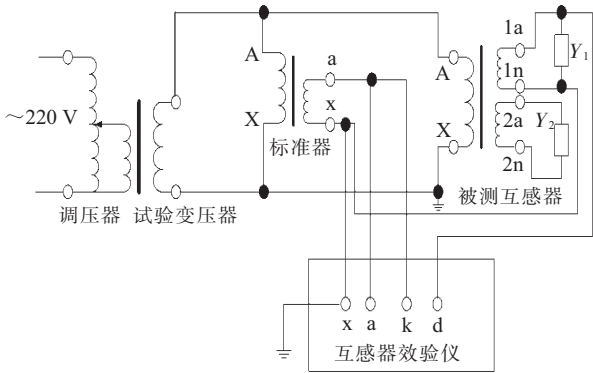 ~220 V
调压器
试验变压器
A
X
a
x
标准器
A
X
1a
1n
2a
2n
Y1
Y2
被测互感器
x a k d
互感器效验仪